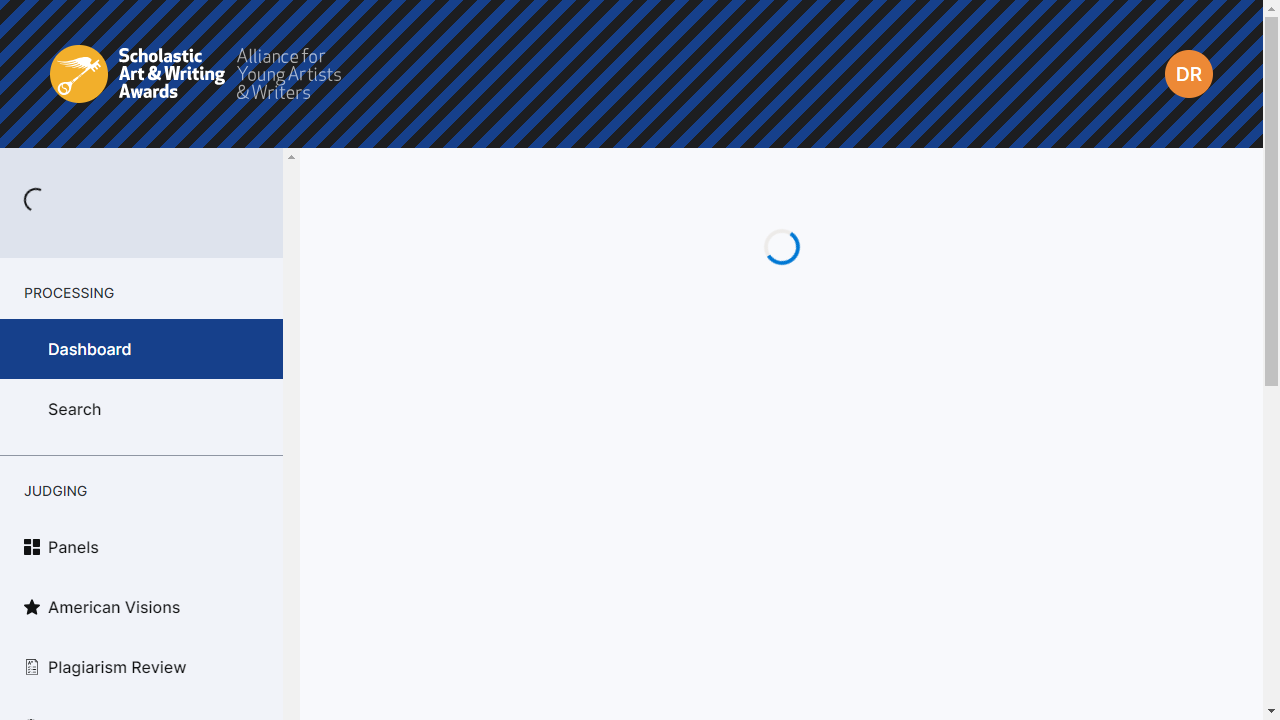 Scholastic
Art & Writing
Awards
Alliance for
Young Artists
& Writers
DR
PROCESSING
Dashboard
Search
JUDGING
Panels
American Visions
Plagiarism Review